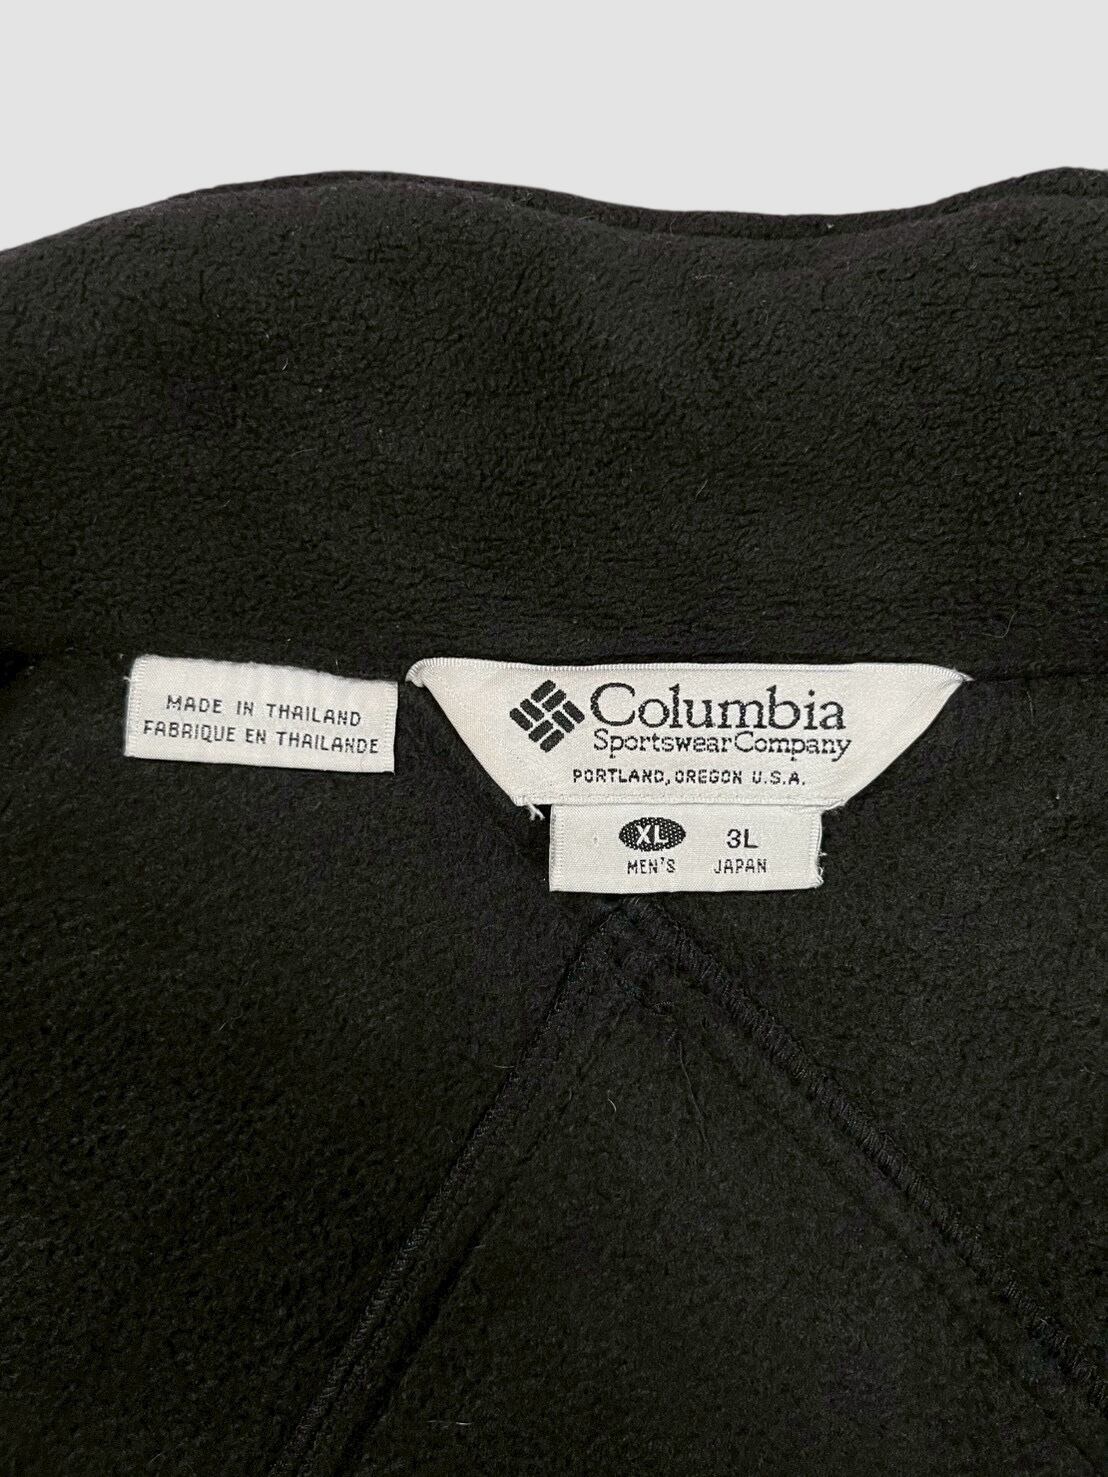 MADE IN THAILAND
FABRIQUE EN THAILANDE
Columbia
Sportswear Company
PORTLAND, OREGON U.S.A.
XL 3L
MEN'S JAPAN